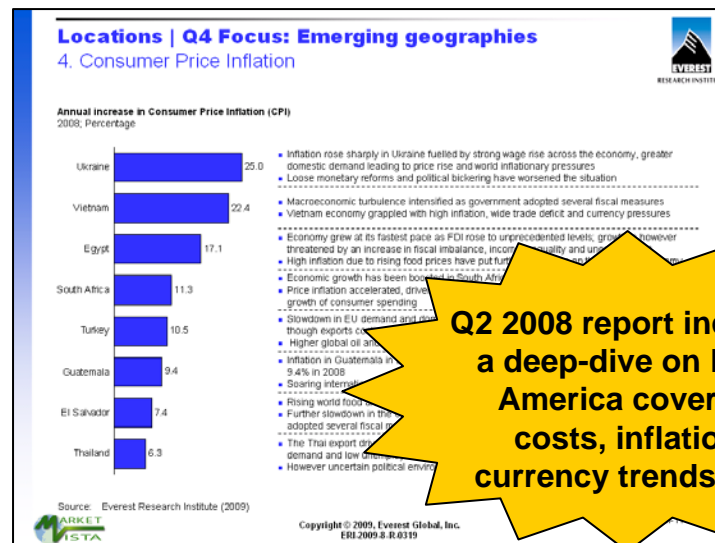 Locations | Q4 Focus: Emerging geographies
4. Consumer Price Inflation
EVEREST
RESEARCH INSTIT
Annual increase in Consumer Price Inflation (CPI)
2008; Percentage
Ukraine
25.0
Inflation rose sharply in Ukraine fuelled by strong wage rise across the economy, greater
domestic demand leading to price rise and world inflationary pressures
Loose monetary reforms and political bickering have worsened the situation
Vietnam
22.4
Macroeconomic turbulence intensified as government adopted several fiscal measures
Vietnam economy grappled with high inflation, wide trade deficit and currency pressures
Egypt
17.1
Economy grew at its fastest pace as FDI rose to unprecedented levels; however
threatened by an increase in fiscal imbalance, and
High inflation due to rising food prices have put
South Africa
11.3
Economic growth has been in South
Price inflation accelerated,
growth of consumer spending
Turkey
10.5
Slowdown in EU demand and
though exports
Higher global oil
Guatemala
9.4
Inflation in Guatemala
9.4% in 2008
Soaring
El Salvador
7.4
Rising world food
Further slowdown in the
adopted several fiscal
Thailand
6.3
The Thai export
demand and low
However uncertain political
Q2 2008 report
a deep-dive on
America
costs,
currency trends
Source: Everest Research Institute (2009)
MARKET
VISTA
Copyright © 2009, Everest Global, Inc.
ERI-2009-8-R-0319